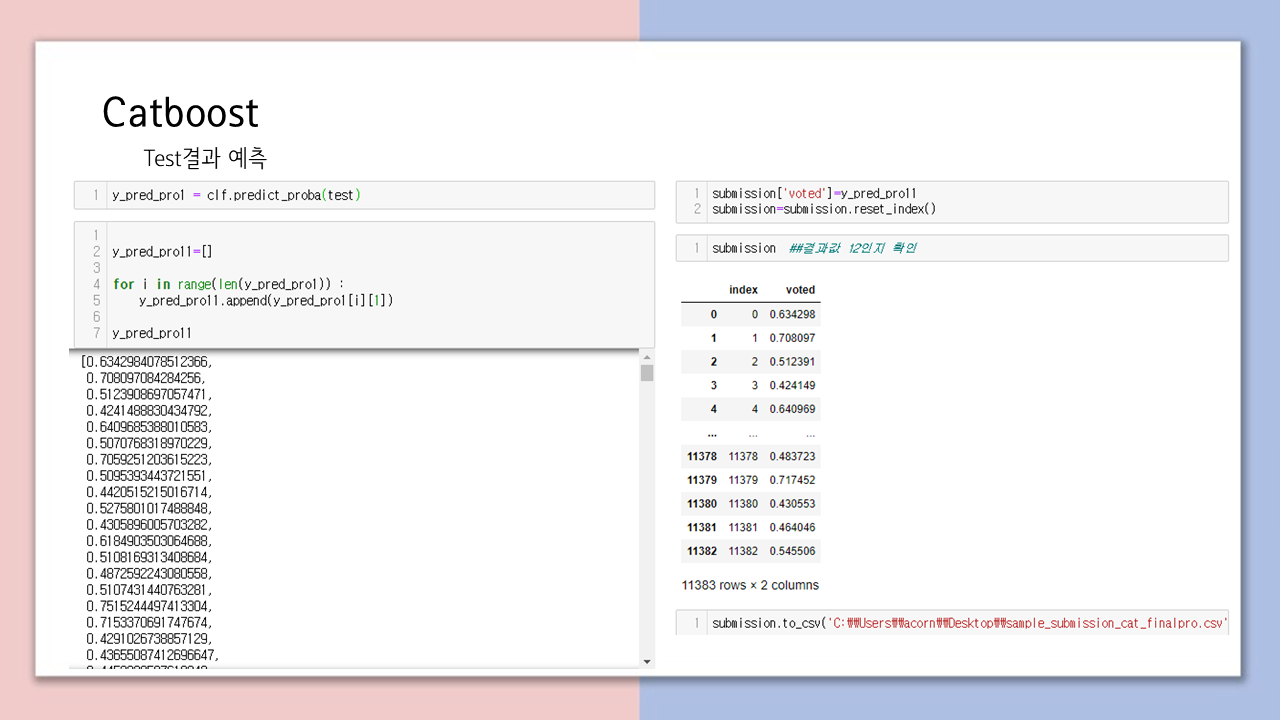 Catboost
Test결과 예측
1 y_pred_pro1 = clf.predict_proba(test)
1
2 y_pred_pro11=[]
3
4 for i in range(len(y_pred_pro1)) :
5 y_pred_pro11.append(y_pred_pro1[i][1])
6
7 y_pred_pro11
[0.6342984078512366,
0.708097084284256,
0.5123908697057471,
0.4241488830434792,
0.6409685388010583,
0.5070768318970229,
0.7059251203615223,
0.5095393443721551,
0.4420515215016714,
0.5275801017488848,
0.4305896005703282,
0.6184903503064688,
0.5108169313408684,
0.4872592243080558,
0.5107431440763281,
0.7515244497413304,
0.7153370691747674,
0.4291026738857129,
0.43655087412696647,
1 submission['voted']=y_pred_pro11
2 submission=submission.reset_index()
1 submission ##결과값 12인지 확인
index voted
0 0 0.634298
1 1 0.708097
2 2 0.512391
3 3 0.424149
4 4 0.640969
... ... ...
11378 11378 0.483723
11379 11379 0.717452
11380 11380 0.430553
11381 11381 0.464046
11382 11382 0.545506
11383 rows × 2 columns
1 submission.to_csv('C:₩₩Users₩₩acorn₩₩Desktop₩₩sample_submission_cat_finalpro.csv'